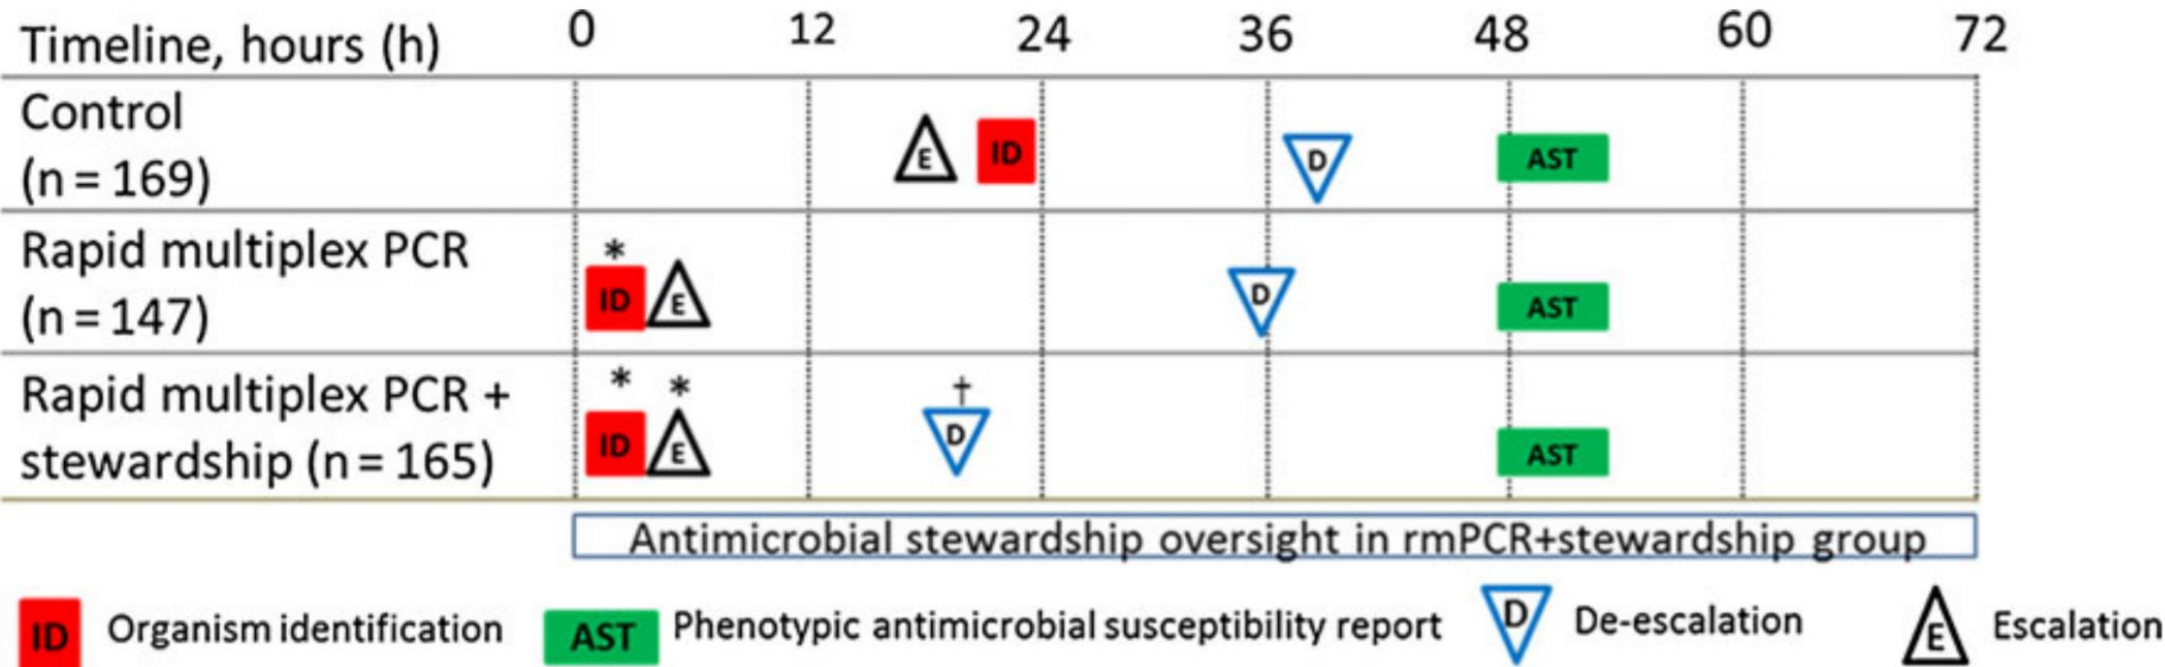 Timeline, hours (h) 0 12 24 36 48 60 72
Control
(n = 169)
E ID D AST
Rapid multiplex PCR
(n = 147)
* ID E D AST
Rapid multiplex PCR +
stewardship (n = 165)
* * †
ID E D AST
Antimicrobial stewardship oversight in rmPCR+stewardship group
ID Organism identification AST Phenotypic antimicrobial susceptibility report D De-escalation E Escalation